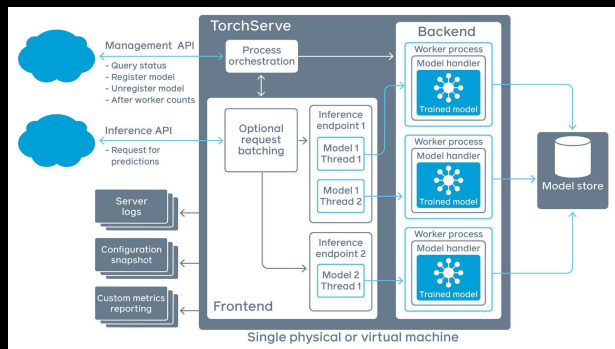 TorchServe
Backend
Management API
- Query status
- Register model
- Unregister model
- After worker counts
Process
orchestration
Worker process
Model handler
Trained model
Inference API
- Request for
predictions
Optional
request
batching
Inference
endpoint 1
Model 1
Thread 1
Model 1
Thread 2
Worker process
Model handler
Trained model
Model store
Server
logs
Configuration
snapshot
Custom metrics
reporting
Inference
endpoint 2
Model 2
Thread 1
Worker process
Model handler
Trained model
Frontend
Single physical or virtual machine